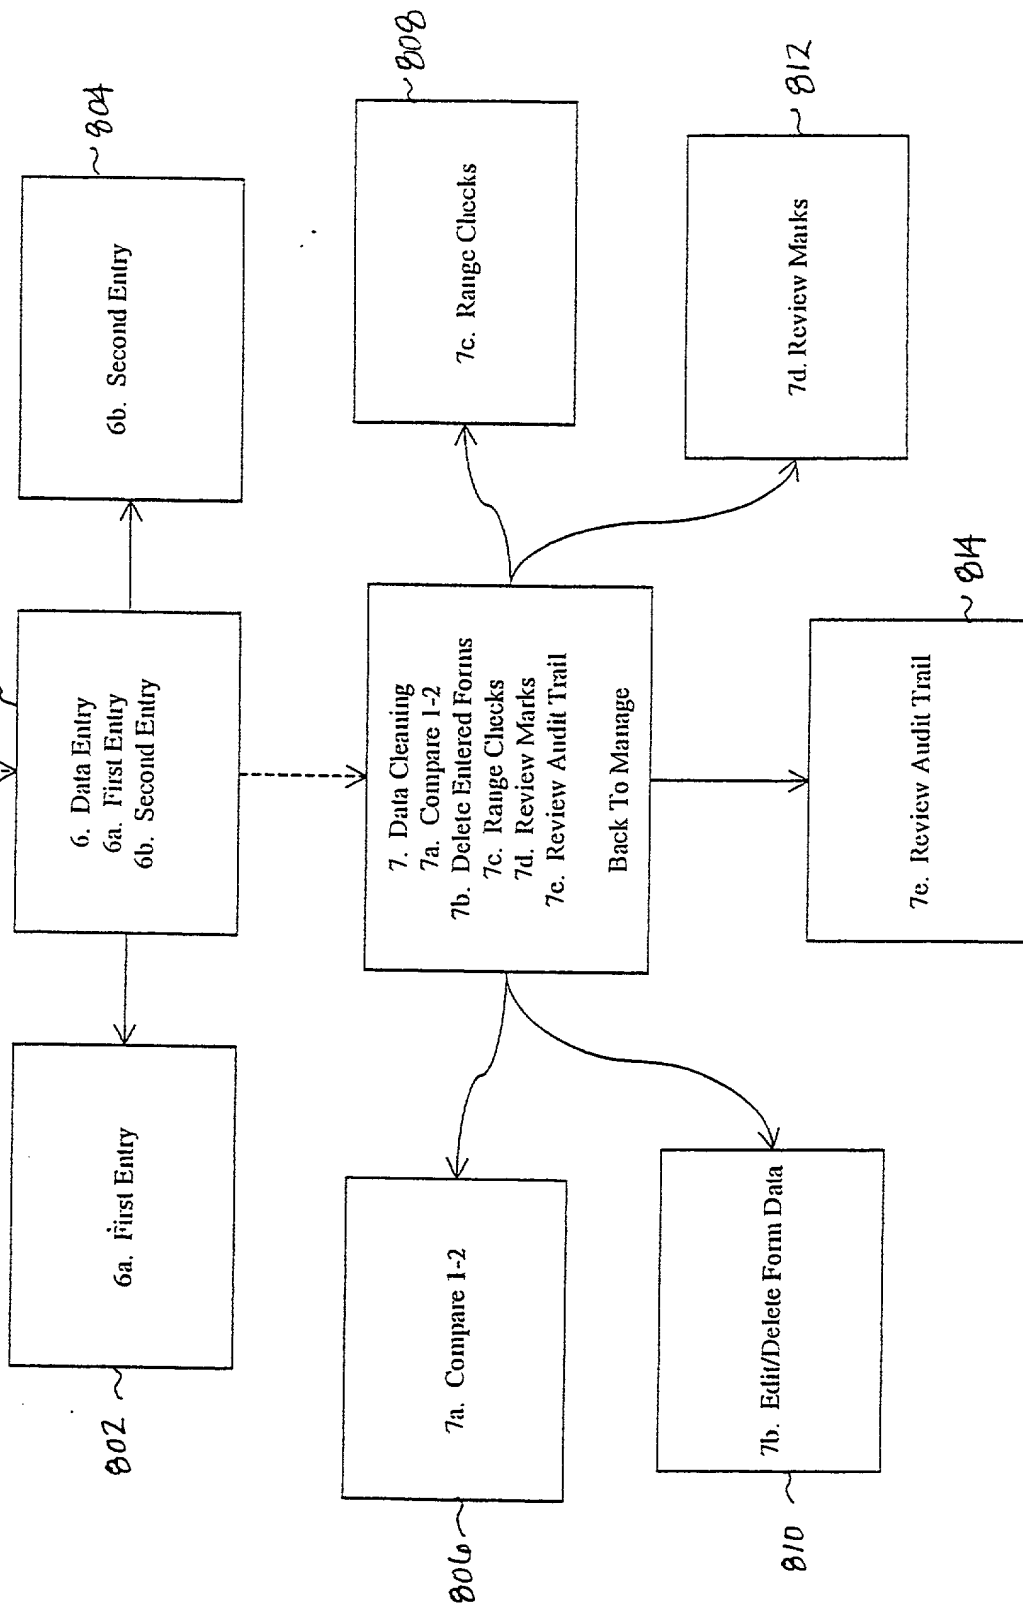 804
6b. Second Entry
6. Data Entry
6a. First Entry
6b. Second Entry
6a. First Entry
802
808
7c. Range Checks
7. Data Cleaning
7a. Compare 1-2
7b. Delete Entered Forms
7c. Range Checks
7d. Review Marks
7e. Review Audit Trail
Back To Manage
7a. Compare 1-2
806
812
7d. Review Marks
7b. Edit/Delete Form Data
810
814
7e. Review Audit Trail